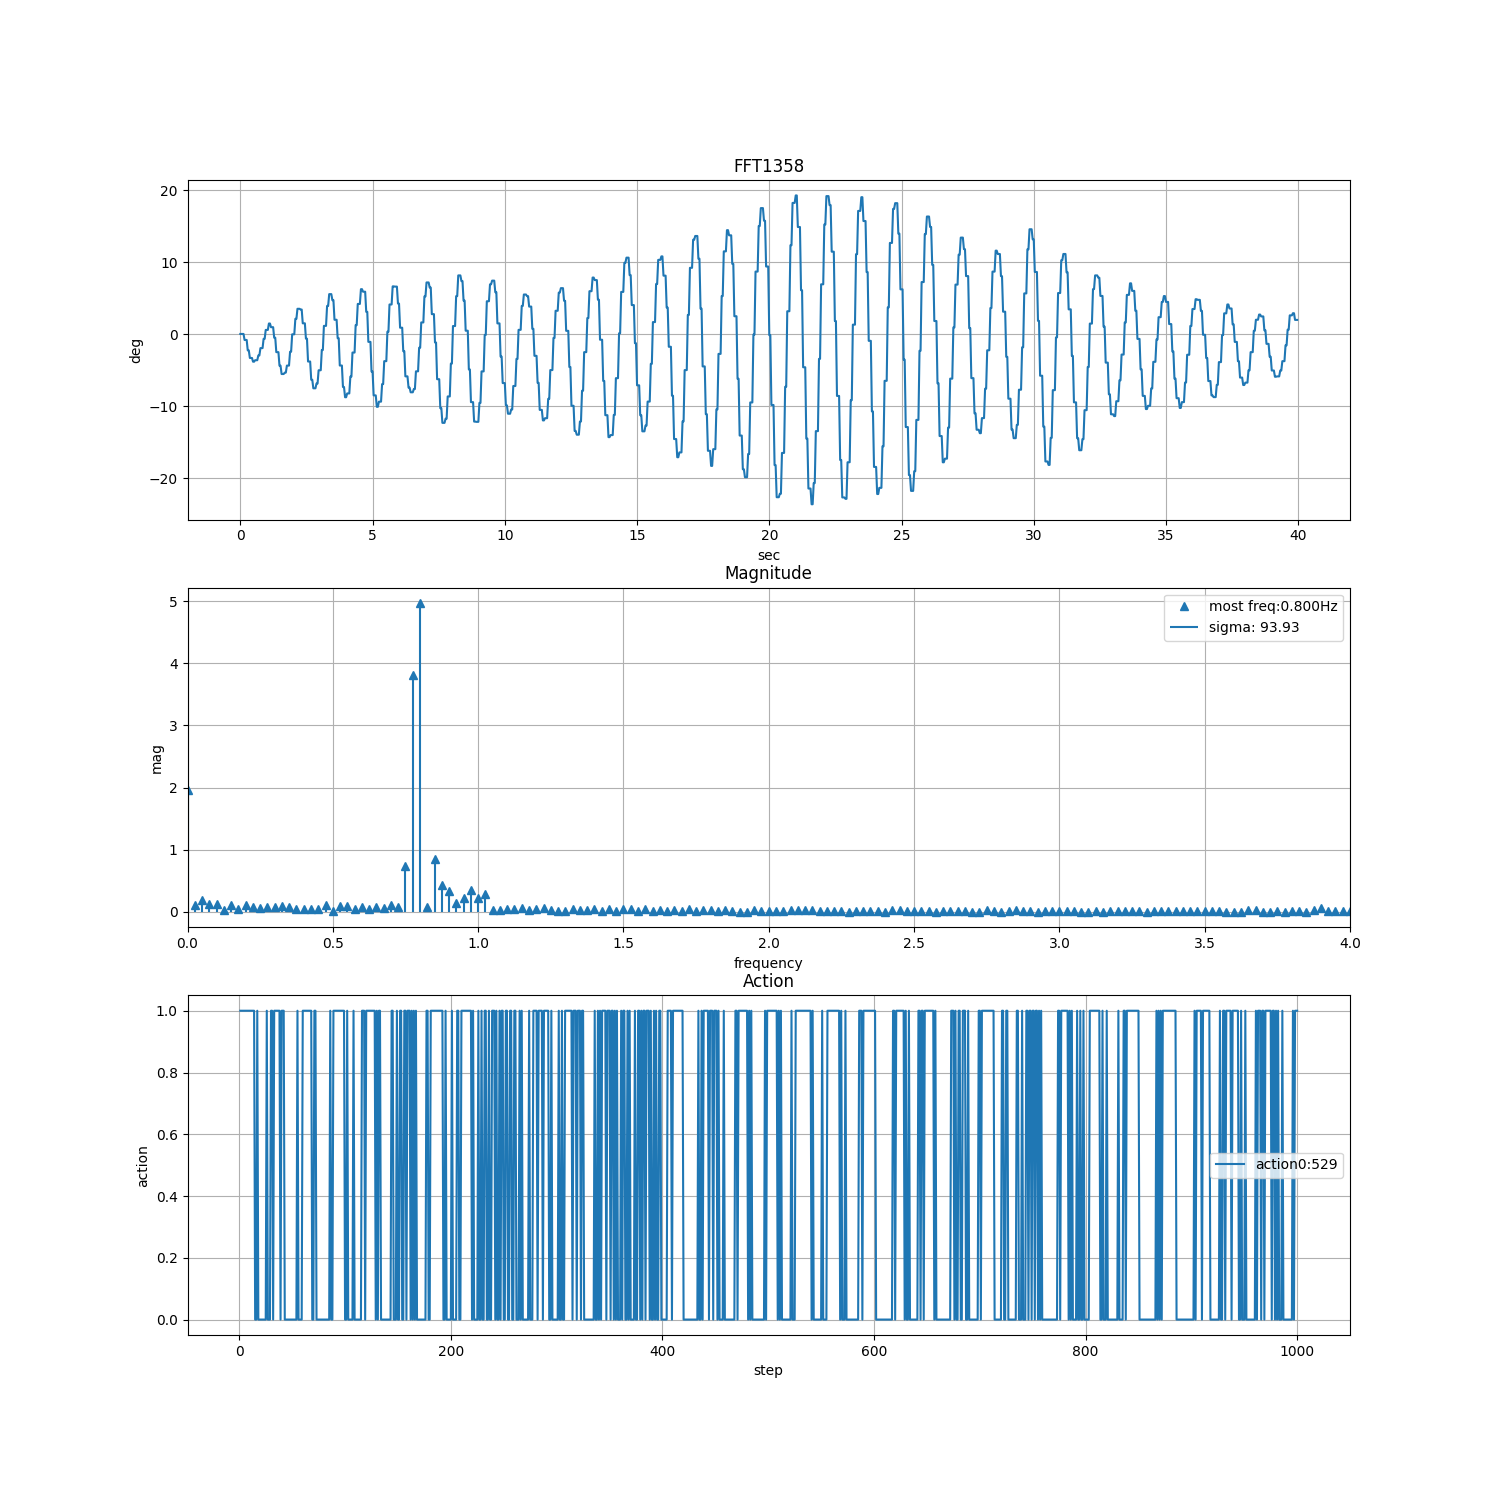 FFT1358
20
10
0
−10
−20
deg
0 5 10 15 20 25 30 35 40
sec
Magnitude
5
4
3
2
1
0
mag
most freq:0.800Hz
sigma: 93.93
0.0 0.5 1.0 1.5 2.0 2.5 3.0 3.5 4.0
frequency
Action
1.0
0.8
0.6
0.4
0.2
0.0
action
action0:529
0 200 400 600 800 1000
step